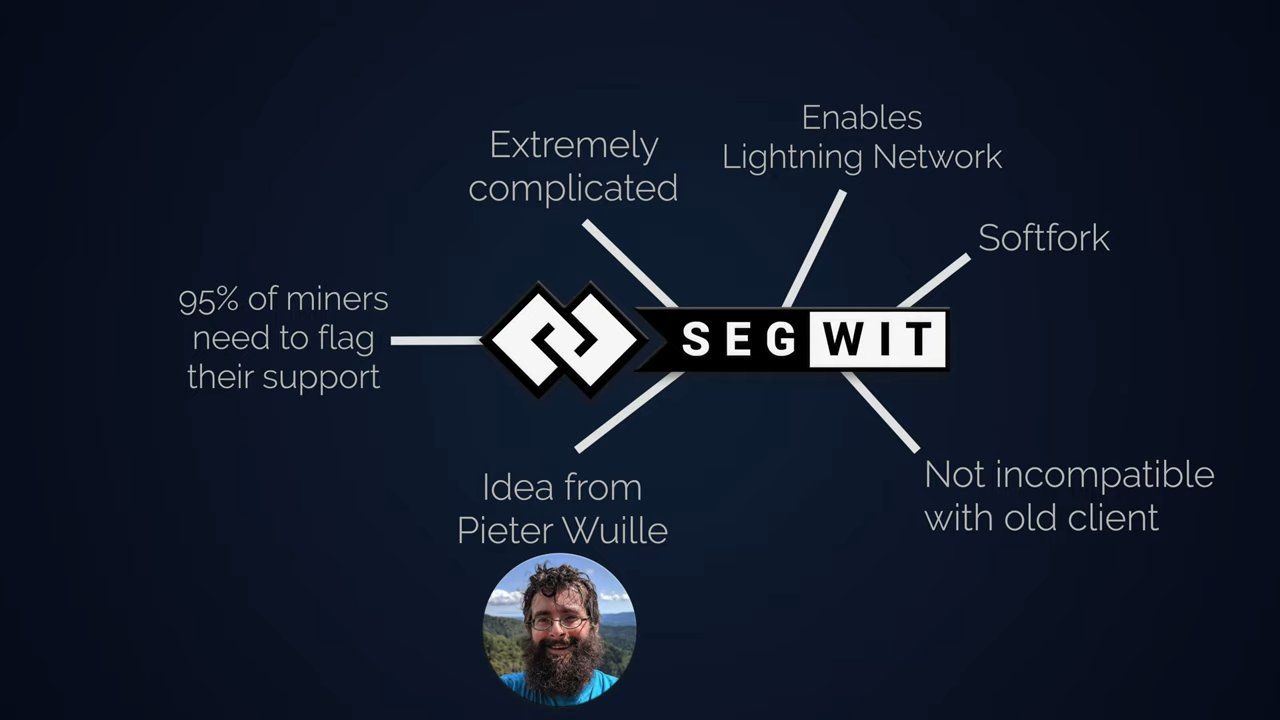 Enables
Lightning Network
Extremely
complicated
Softfork
95% of miners
need to flag
their support
SEGWIT
Idea from
Pieter Wuille
Not incompatible
with old client